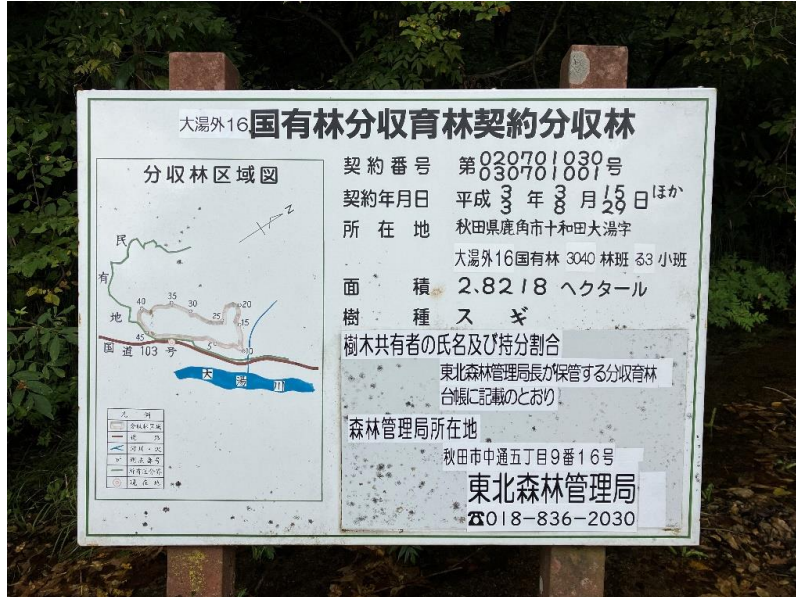 大湯外16国有林分収育林契約分収林
分収林区域図
N
民
有
地
40
35
30
25
20
15
10
5
45
国道103号
大湯川
凡例
契約番号 第020701030号
030701001
契約年月日 平成3年3月15日ほか
3 8 29
所在地 秋田県鹿角市十和田大湯字
大湯外16国有林 3040 林班 る3 小班
面積 2.8218 ヘクタール
樹種 スギ
樹木共有者の氏名及び持分割合
東北森林管理局長が保管する分収育林
台帳に記載のとおり
森林管理局所在地
秋田市中通五丁目9番16号
東北森林管理局
☎018-836-2030